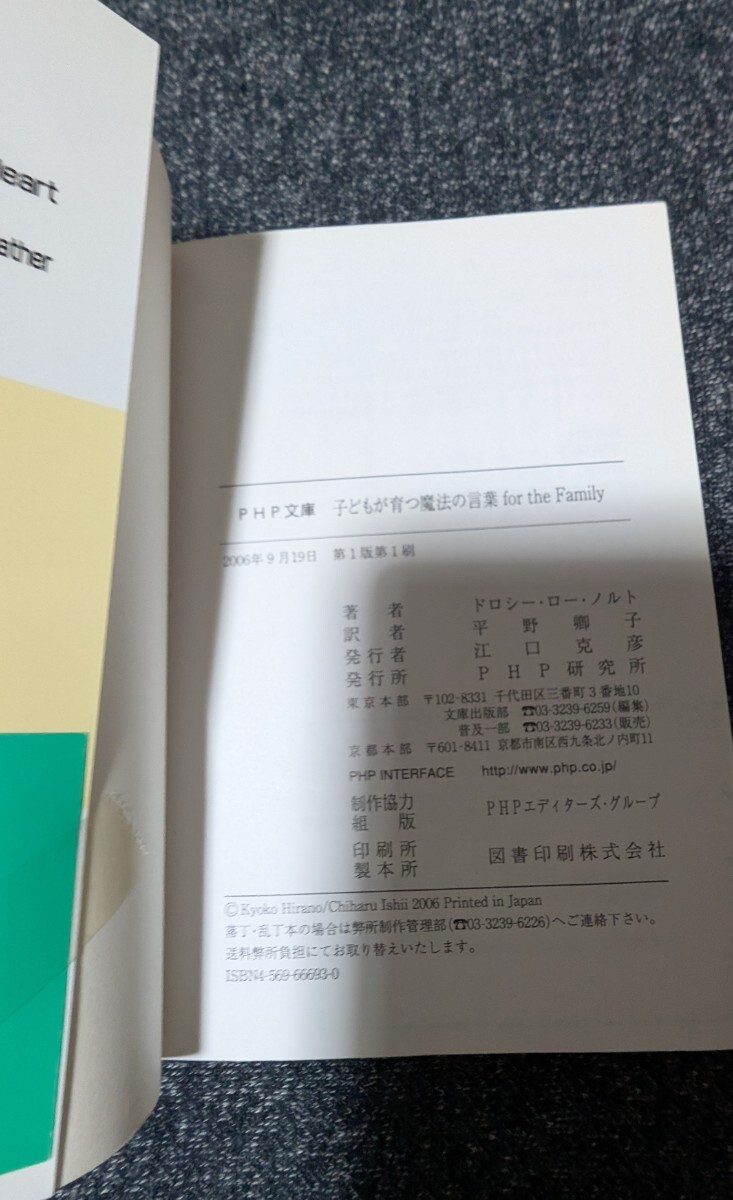 eart
ather
PHP文庫 子どもが育つ魔法の言葉 for the Family
2006年9月19日 第1版第1刷
著者 ドロシー・ロー・ノルト
訳者 平野卿子
発行者 江口克彦
発行所 PHP研究所
東京本部 〒102-8331 千代田区三番町3番地10
文庫出版部 ☎03-3239-6259(編集)
普及一部 ☎03-3239-6233(販売)
京都本部 〒601-8411 京都市南区西九条北ノ内町11
PHP INTERFACE http://www.php.co.jp/
制作協力
組版 PHPエディターズ・グループ
印刷所
製本所 図書印刷株式会社
©Kyoko Hirano/Chiharu Ishii 2006 Printed in Japan
落丁・乱丁本の場合は弊所制作管理部(☎03-3239-6226)へご連絡下さい。
送料弊所負担にてお取り替えいたします。
ISBN4-569-66693-0